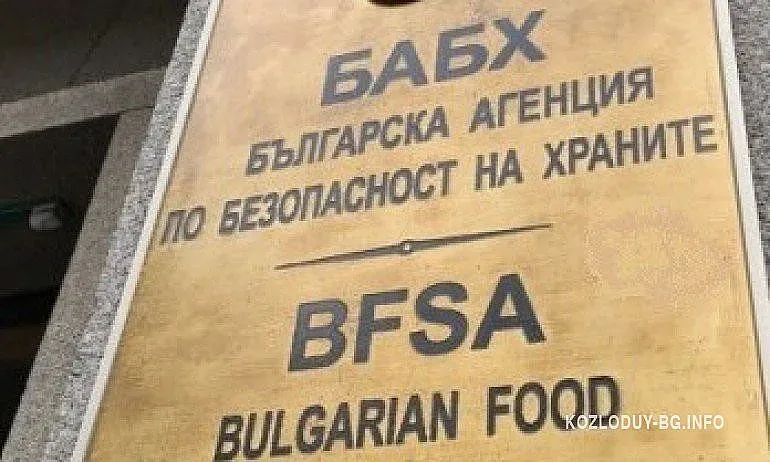 БАБХ
БЪЛГАРСКА АГЕНЦИЯ
ПО БЕЗОПАСНОСТ НА ХРАНИТЕ
BFSA
BULGARIAN FOOD
KOZLODUY-BG.INFO